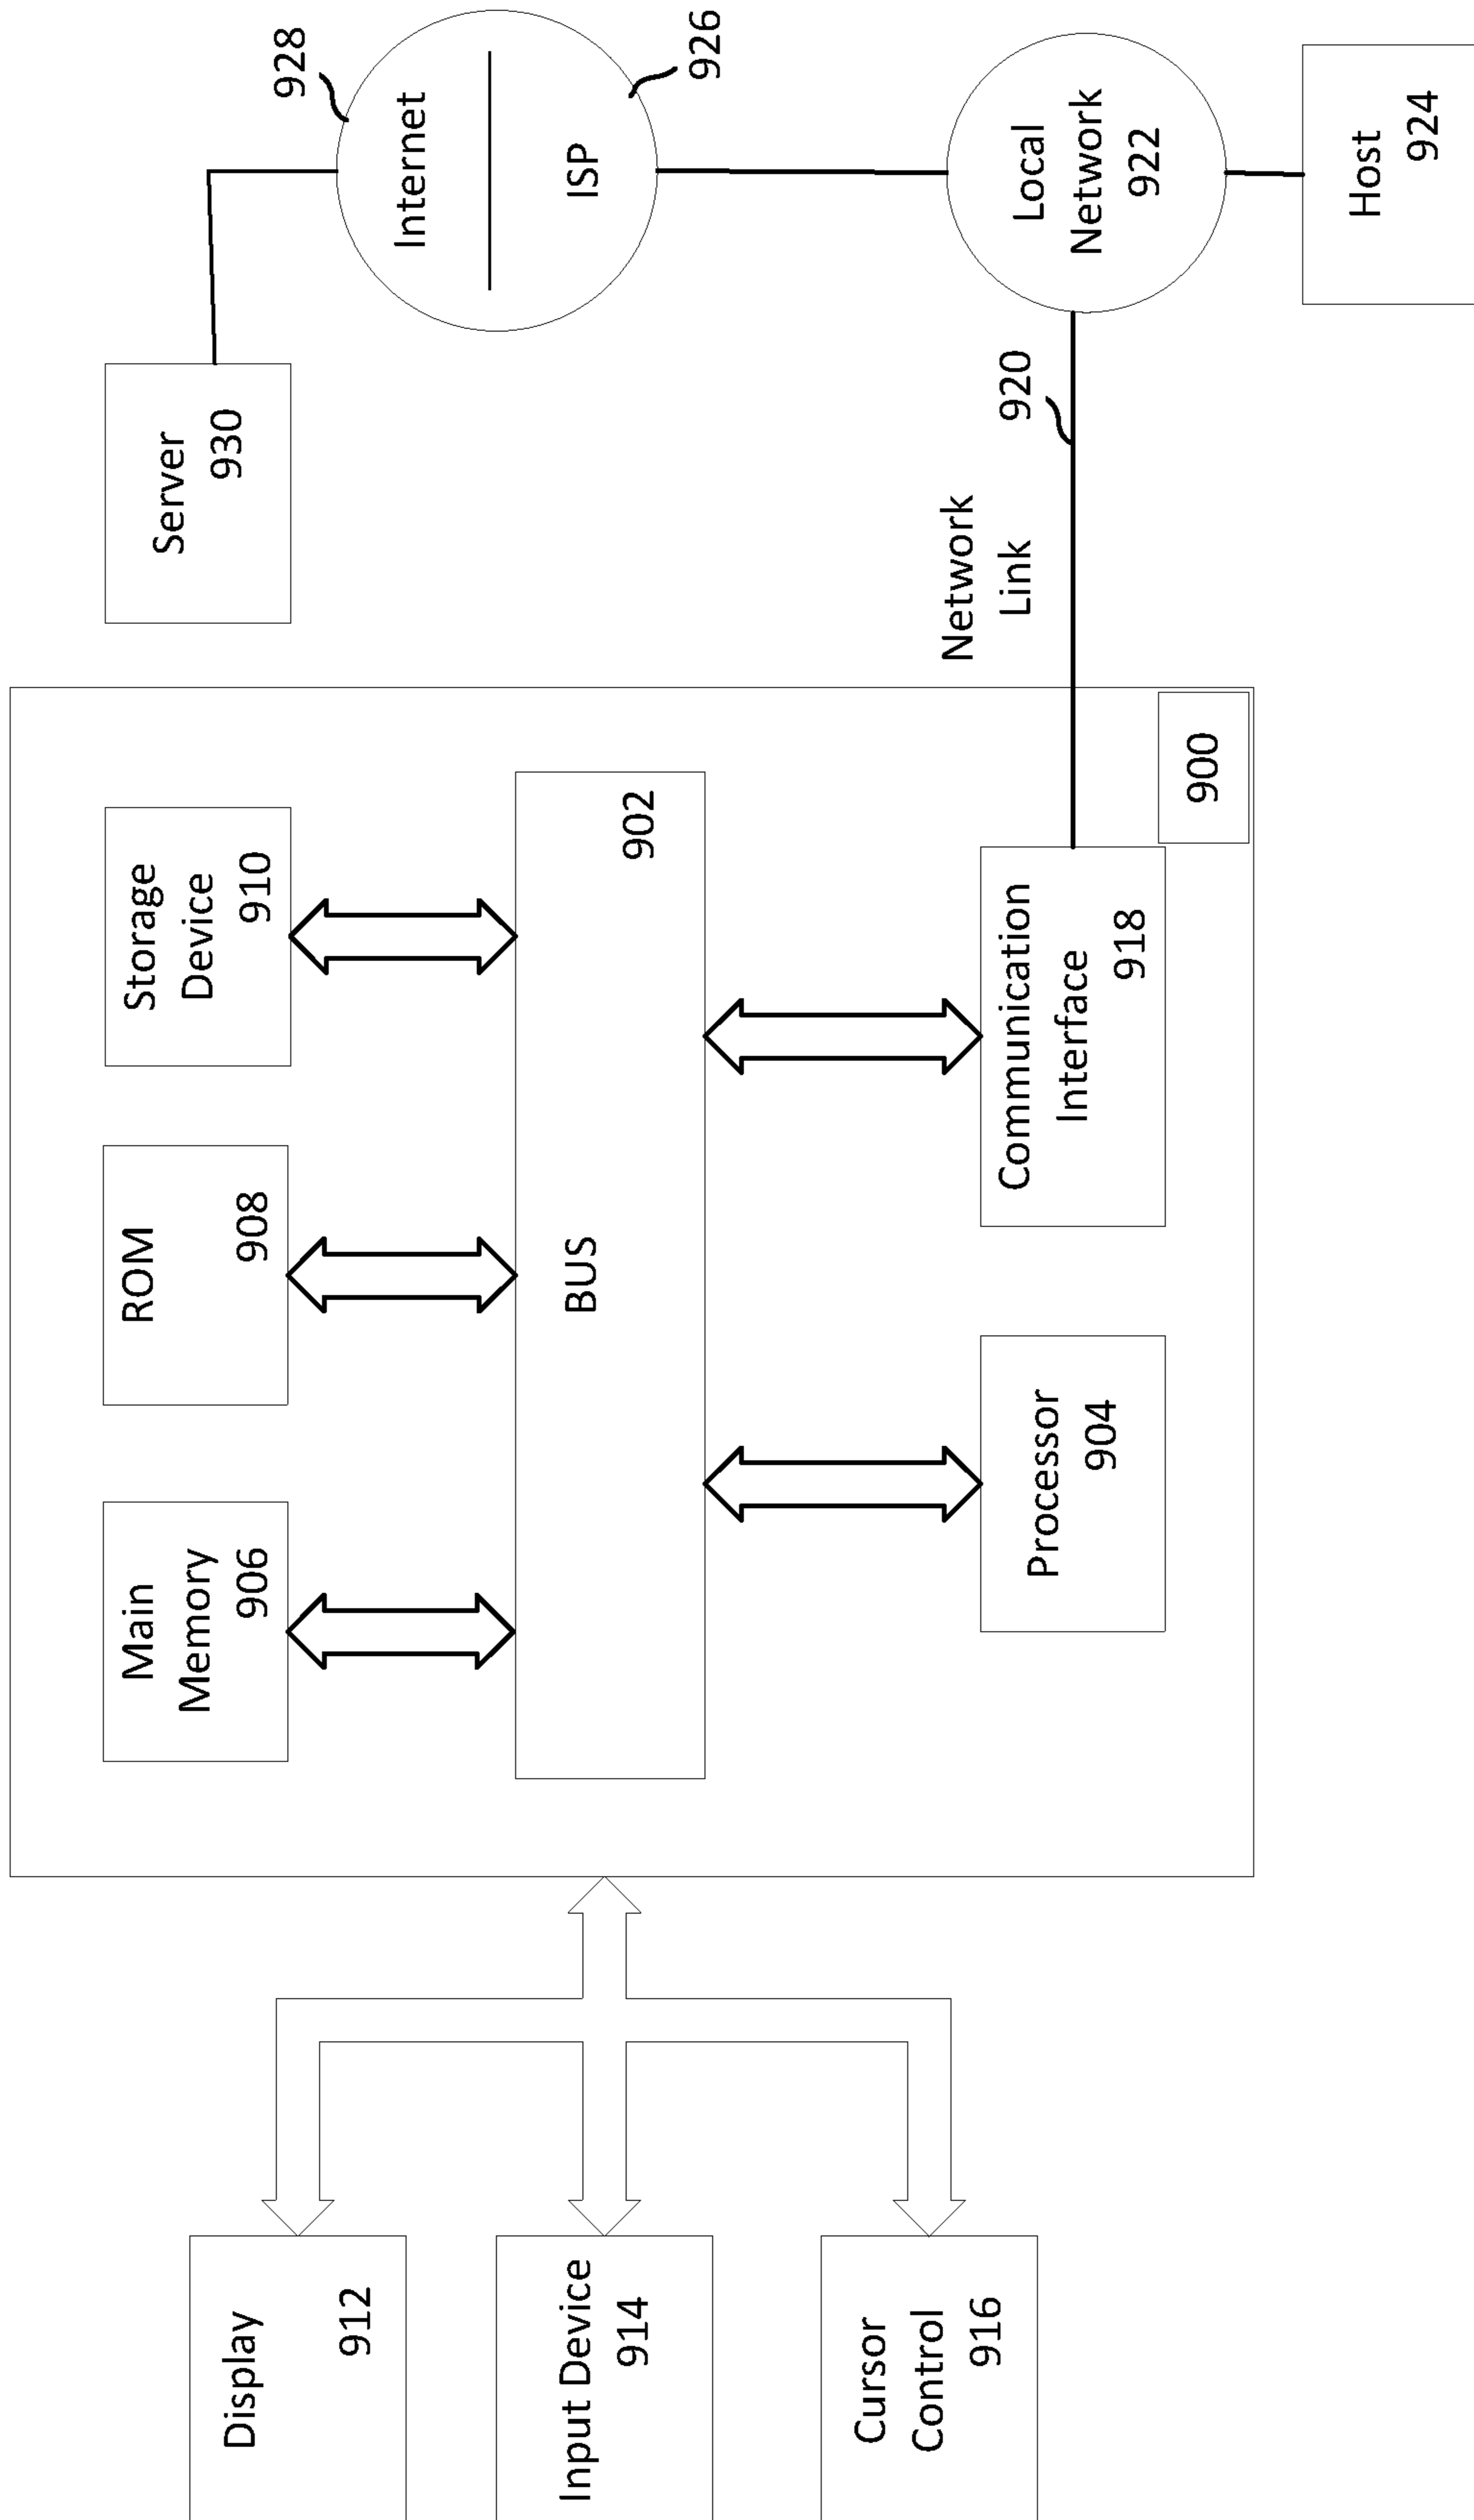 Display
912
Input Device
914
Cursor
Control
916
Main
Memory
906
ROM
908
Storage
Device
910
BUS
902
Processor
904
Communication
Interface
918
900
Server
930
Network
Link
920
928
Internet
ISP
926
Local
Network
922
Host
924